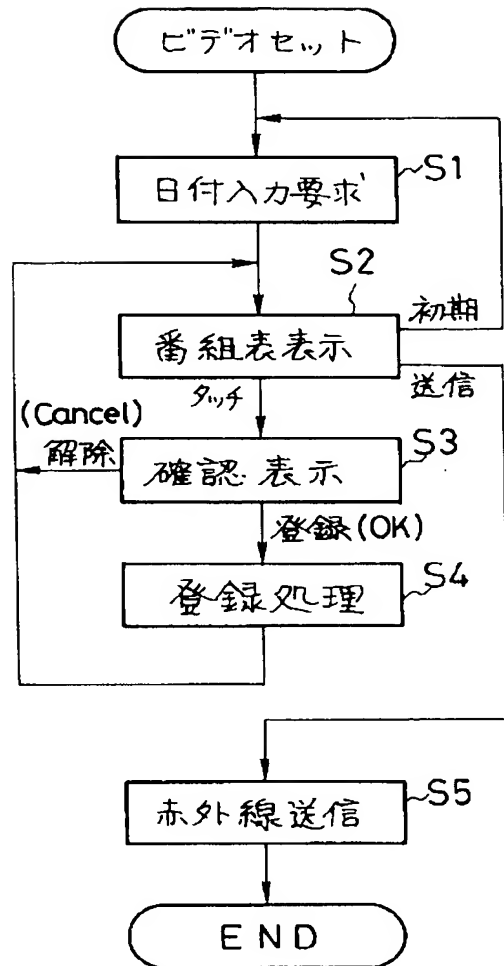 ビデオセット
日付入力要求
S1
S2
番組表表示
初期
送信
タッチ
(Cancel)
解除
確認表示
S3
登録(OK)
登録処理
S4
赤外線送信
S5
END